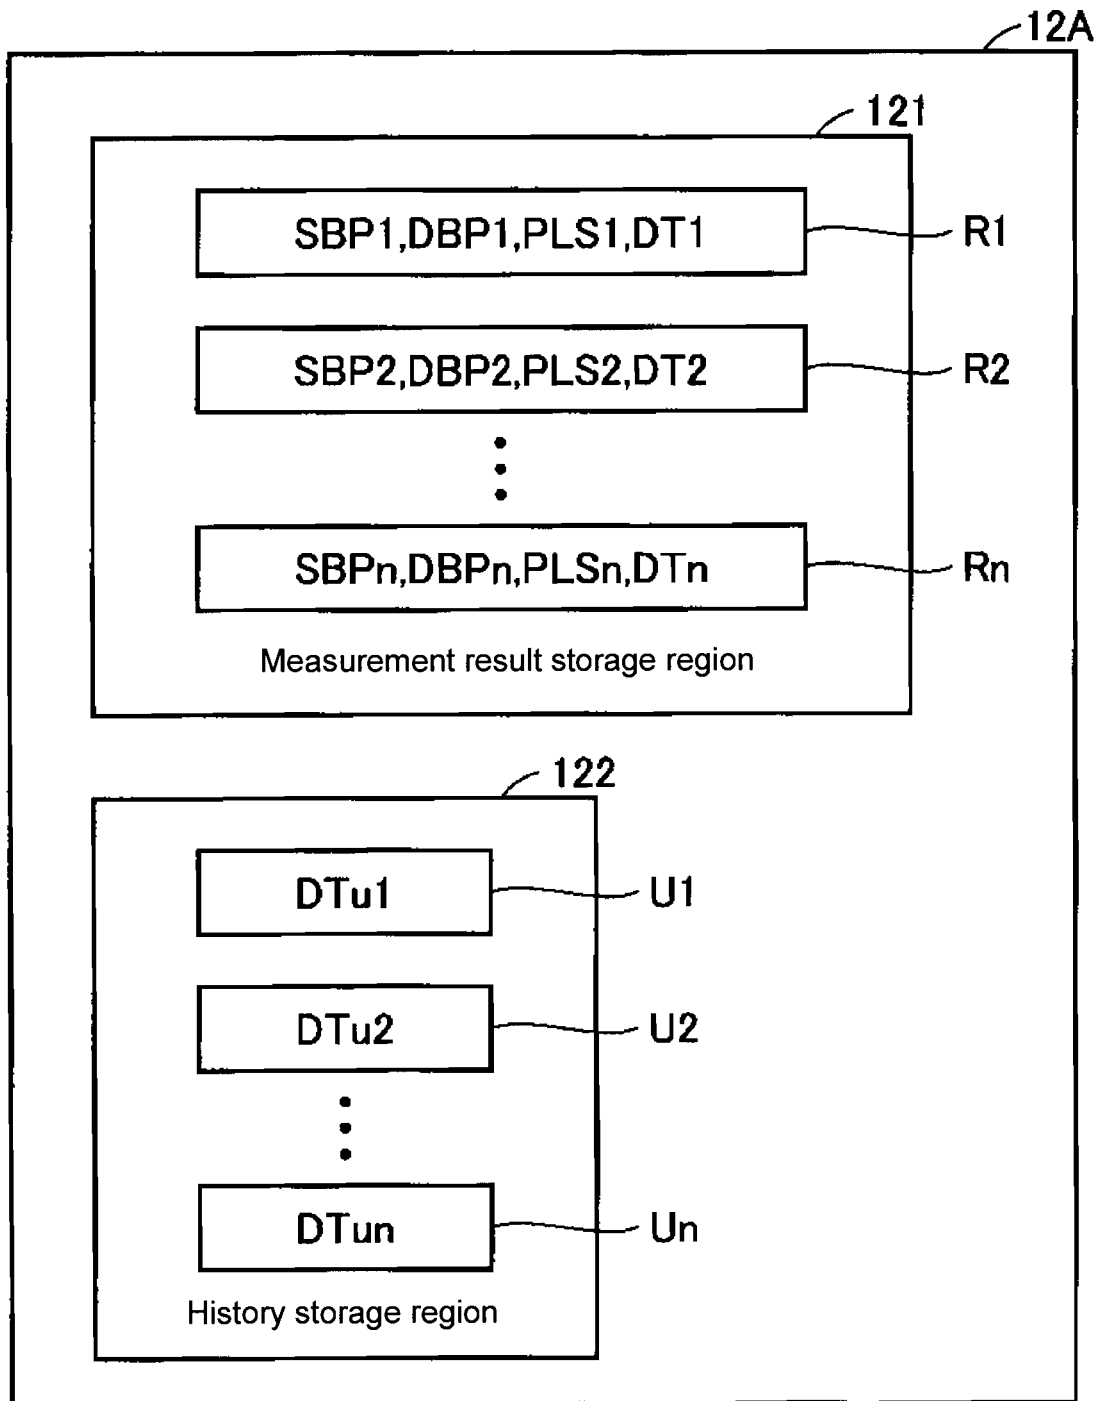 12A
121
SBP1,DBP1,PLS1,DT1 R1
SBP2,DBP2,PLS2,DT2 R2
SBPn,DBPn,PLSn,DTn Rn
Measurement result storage region
122
DTu1 U1
DTu2 U2
DTun Un
History storage region